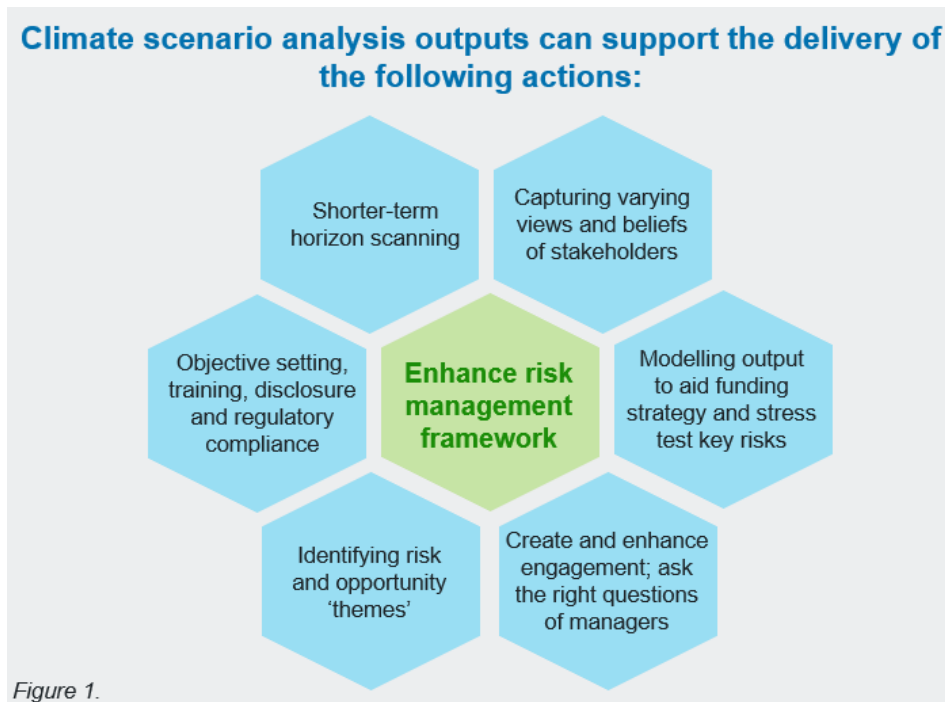 Climate scenario analysis outputs can support the delivery of
the following actions:
Shorter-term
horizon scanning
Capturing varying
views and beliefs
of stakeholders
Objective setting,
training, disclosure
and regulatory
compliance
Enhance risk
management
framework
Modelling output
to aid funding
strategy and stress
test key risks
Identifying risk
and opportunity
‘themes’
Create and enhance
engagement; ask
the right questions
of managers
Figure 1.